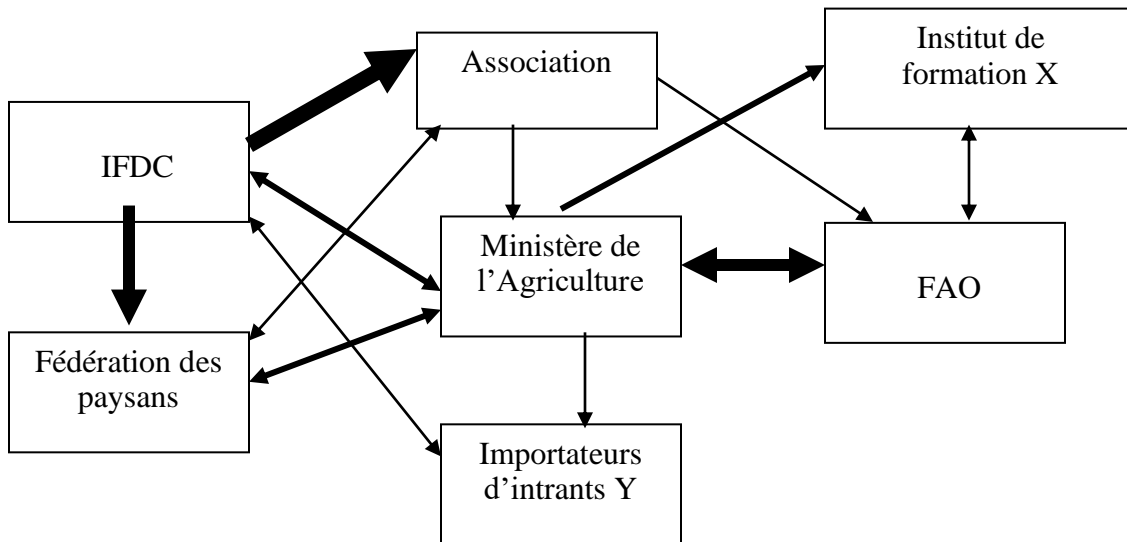 Association
Institut de
formation X
IFDC
Ministère de
l’Agriculture
FAO
Fédération des
paysans
Importateurs
d’intrants Y